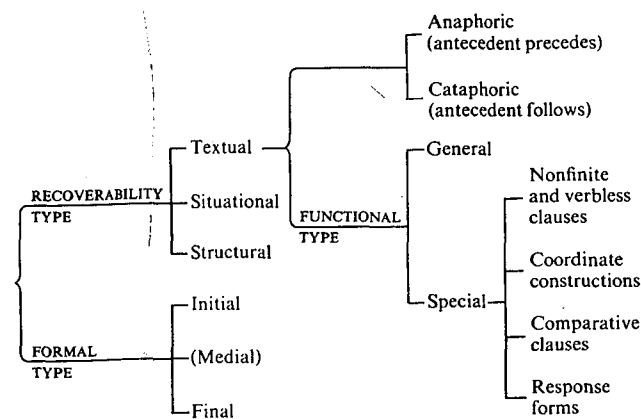 Anaphoric
(antecedent precedes)
Cataphoric
(antecedent follows)
Textual
General
Nonfinite
and verbless
clauses
RECOVERABILITY
TYPE
Situational
FUNCTIONAL
TYPE
Structural
Coordinate
constructions
Initial
Special
Comparative
clauses
FORMAL
TYPE
(Medial)
Response
forms
Final